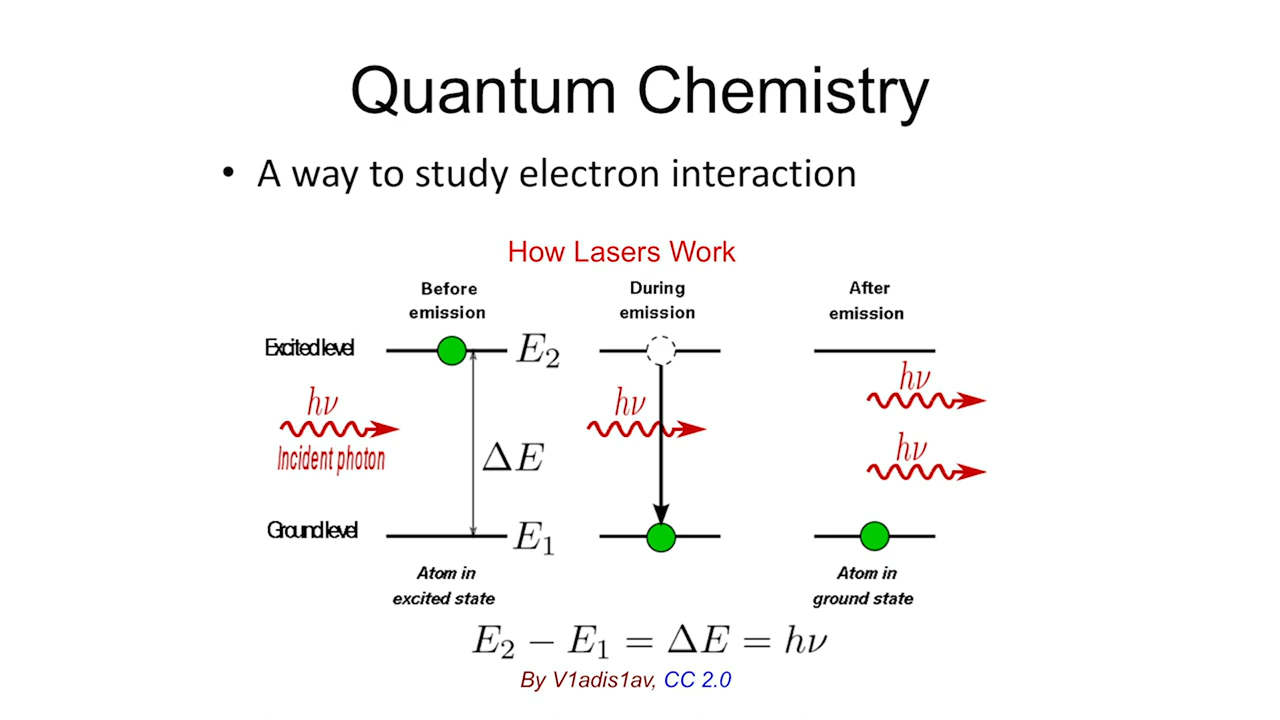 Quantum Chemistry
• A way to study electron interaction
How Lasers Work
Before
emission
During
emission
After
emission
Excited level
E₂
hν
hν
hν
Incident photon
ΔE
hν
Ground level
E₁
Atom in
excited state
Atom in
ground state
E₂ − E₁ = ΔE = hν
By V1adis1av, CC 2.0